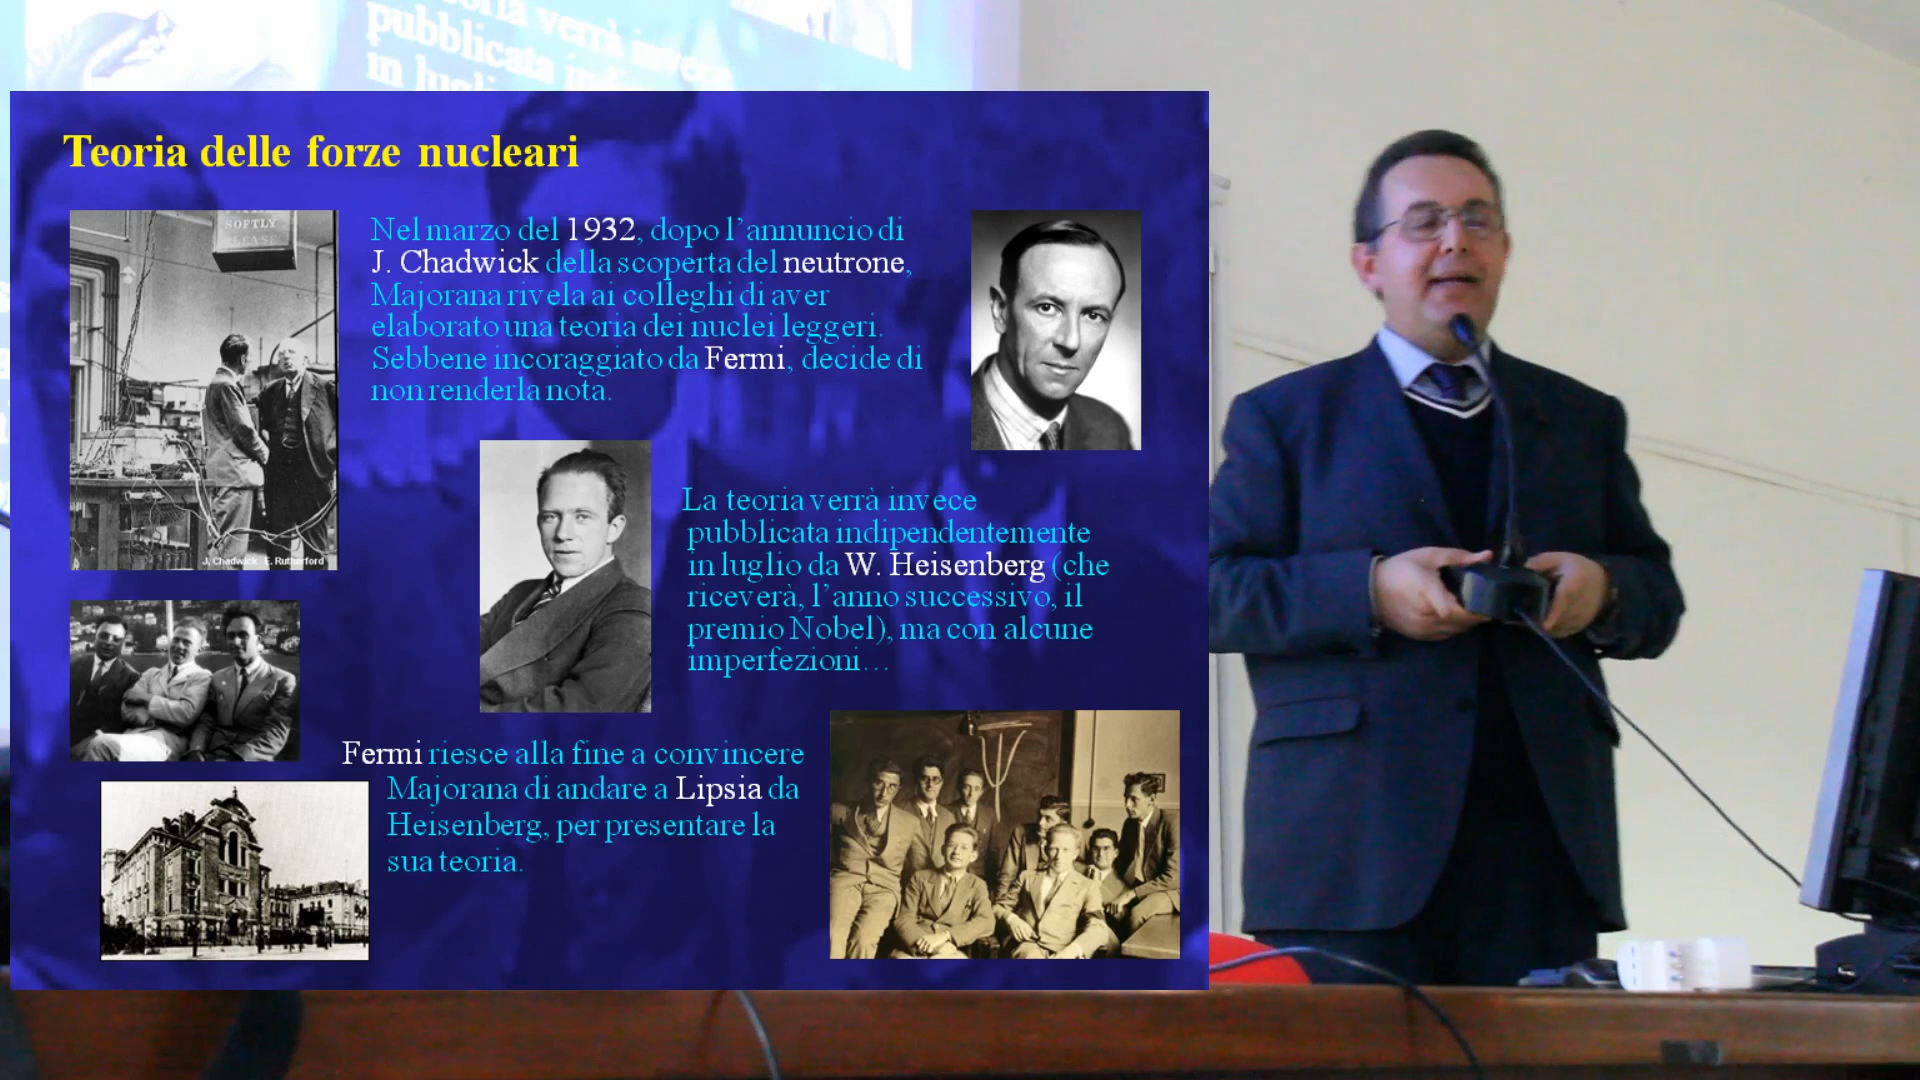 pubblicata
Teoria delle forze nucleari
SOFTLY
PLEASE
Nel marzo del 1932, dopo l'annuncio di
J. Chadwick della scoperta del neutrone,
Majorana rivela ai colleghi di aver
elaborato una teoria dei nuclei leggeri.
Sebbene incoraggiato da Fermi, decide di
non renderla nota.
J. Chadwick E. Rutherford
La teoria verrà invece
pubblicata indipendentemente
in luglio da W. Heisenberg (che
riceverà, l'anno successivo, il
premio Nobel), ma con alcune
imperfezioni...
Fermi riesce alla fine a convincere
Majorana di andare a Lipsia da
Heisenberg, per presentare la
sua teoria.